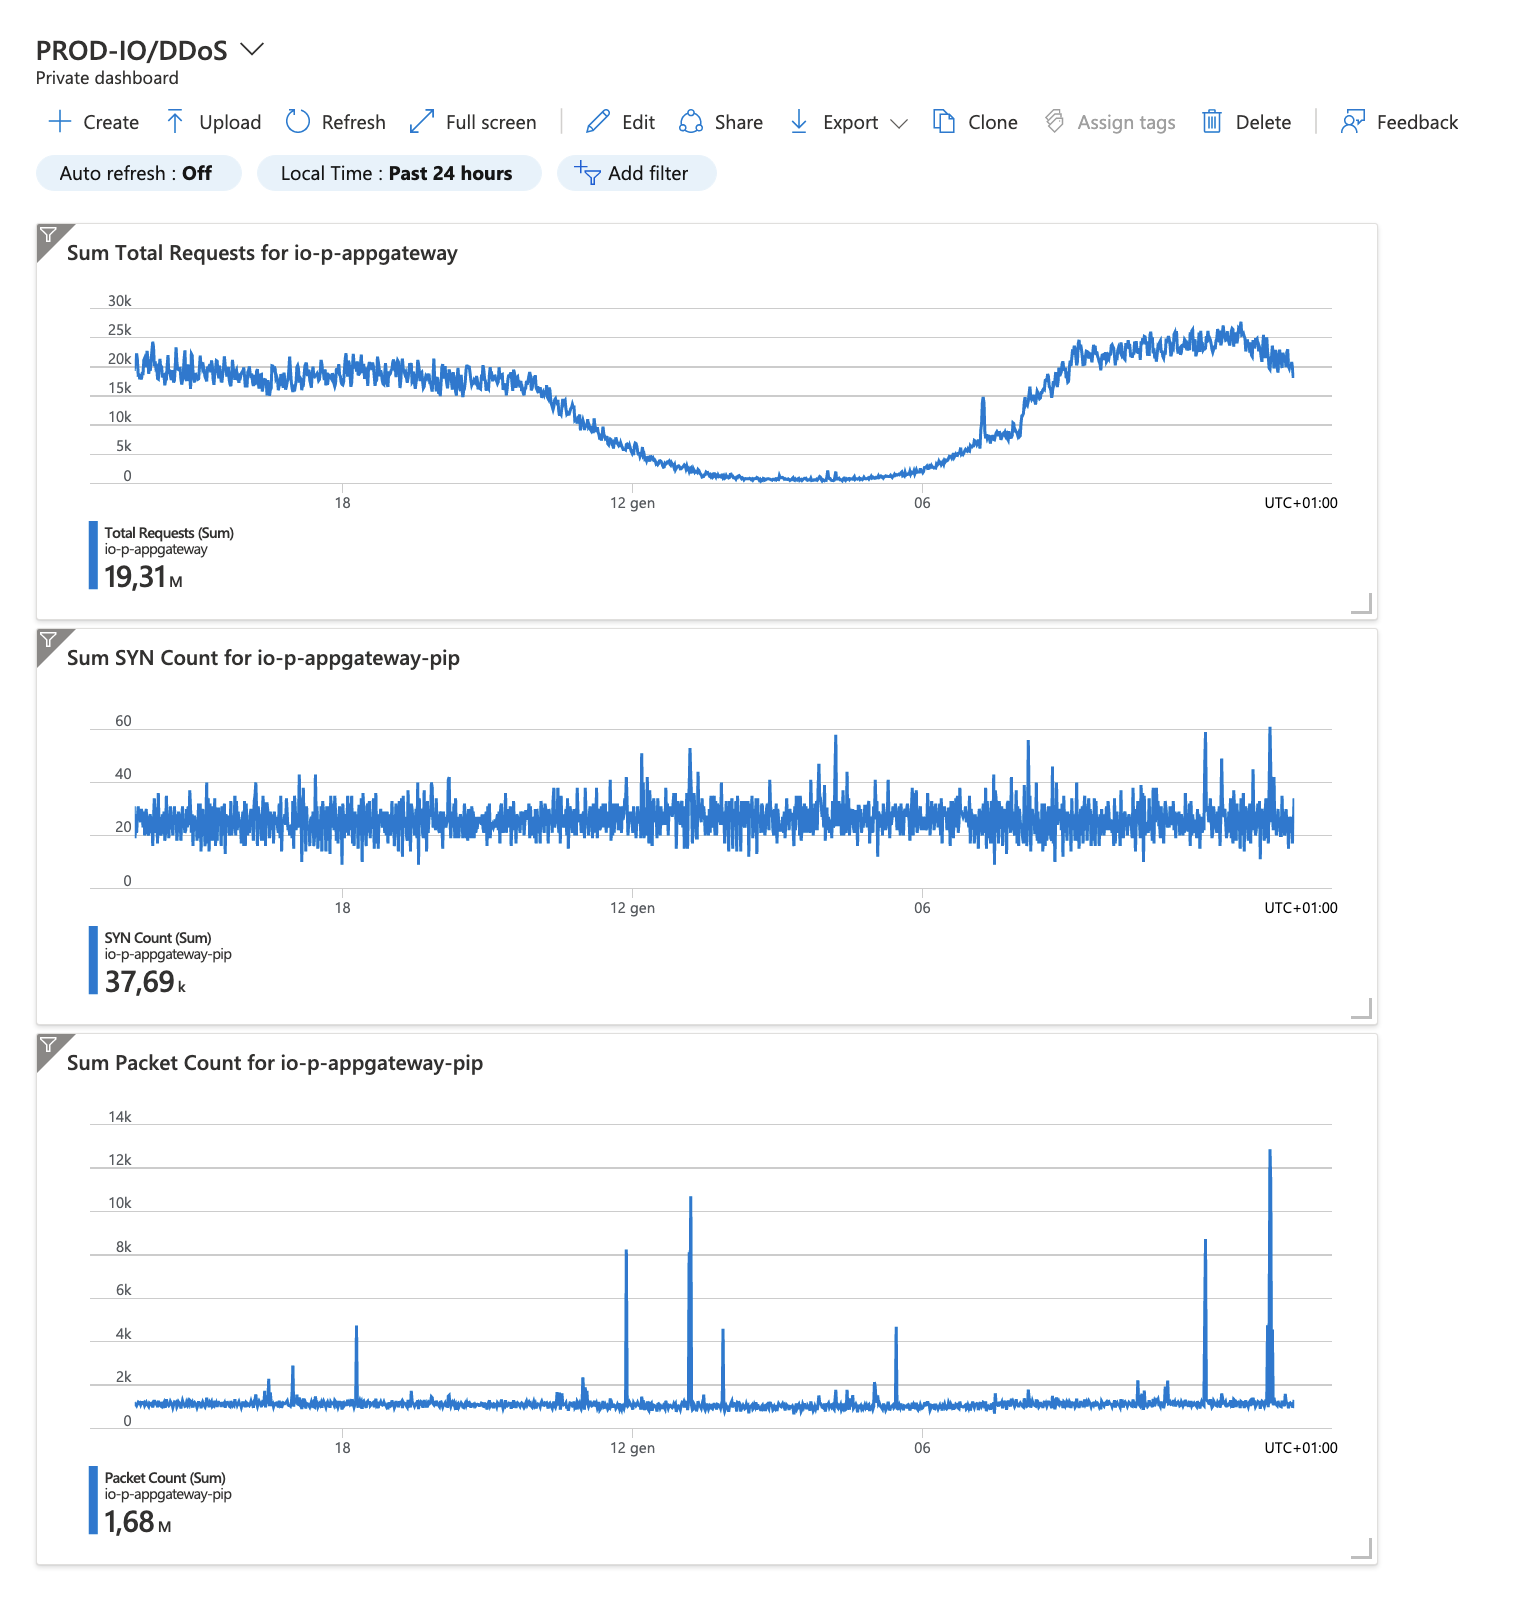 PROD-IO/DDoS
Private dashboard
Create Upload Refresh Full screen Edit Share Export Clone Assign tags Delete Feedback
Auto refresh : Off Local Time : Past 24 hours Add filter
Sum Total Requests for io-p-appgateway
30k
25k
20k
15k
10k
5k
0
18 12 gen 06 UTC+01:00
Total Requests (Sum)
io-p-appgateway
19,31 M
Sum SYN Count for io-p-appgateway-pip
60
40
20
0
18 12 gen 06 UTC+01:00
SYN Count (Sum)
io-p-appgateway-pip
37,69 k
Sum Packet Count for io-p-appgateway-pip
14k
12k
10k
8k
6k
4k
2k
0
18 12 gen 06 UTC+01:00
Packet Count (Sum)
io-p-appgateway-pip
1,68 M